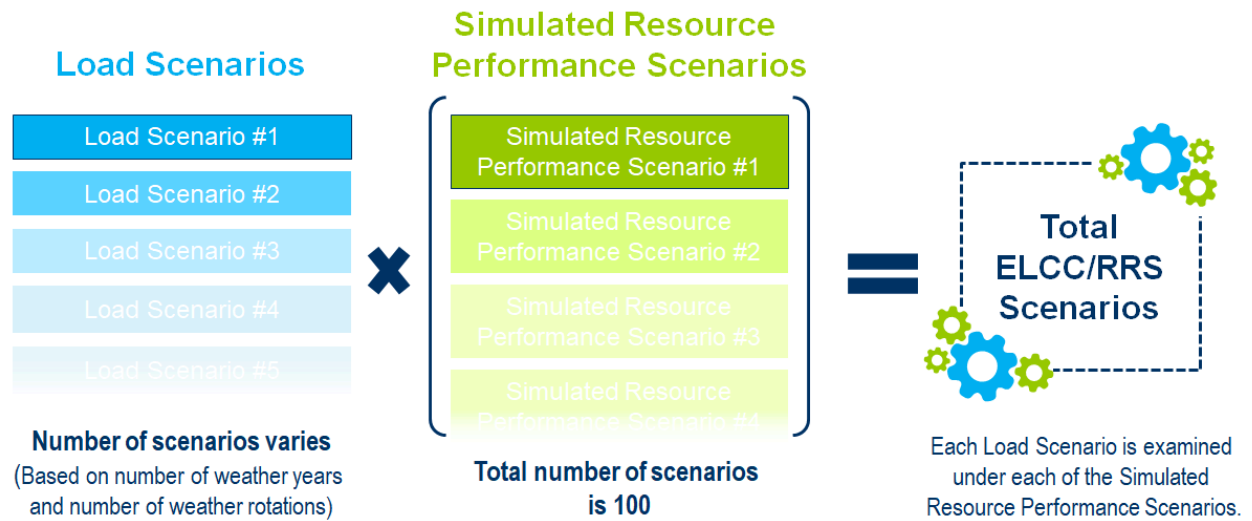 Load Scenarios
Load Scenario #1
Load Scenario #2
Load Scenario #3
Load Scenario #4
Load Scenario #5
Number of scenarios varies
(Based on number of weather years
and number of weather rotations)
Simulated Resource
Performance Scenarios
Simulated Resource
Performance Scenario #1
Simulated Resource
Performance Scenario #2
Simulated Resource
Performance Scenario #3
Simulated Resource
Performance Scenario #4
Total number of scenarios
is 100
Total
ELCC/RRS
Scenarios
Each Load Scenario is examined
under each of the Simulated
Resource Performance Scenarios.